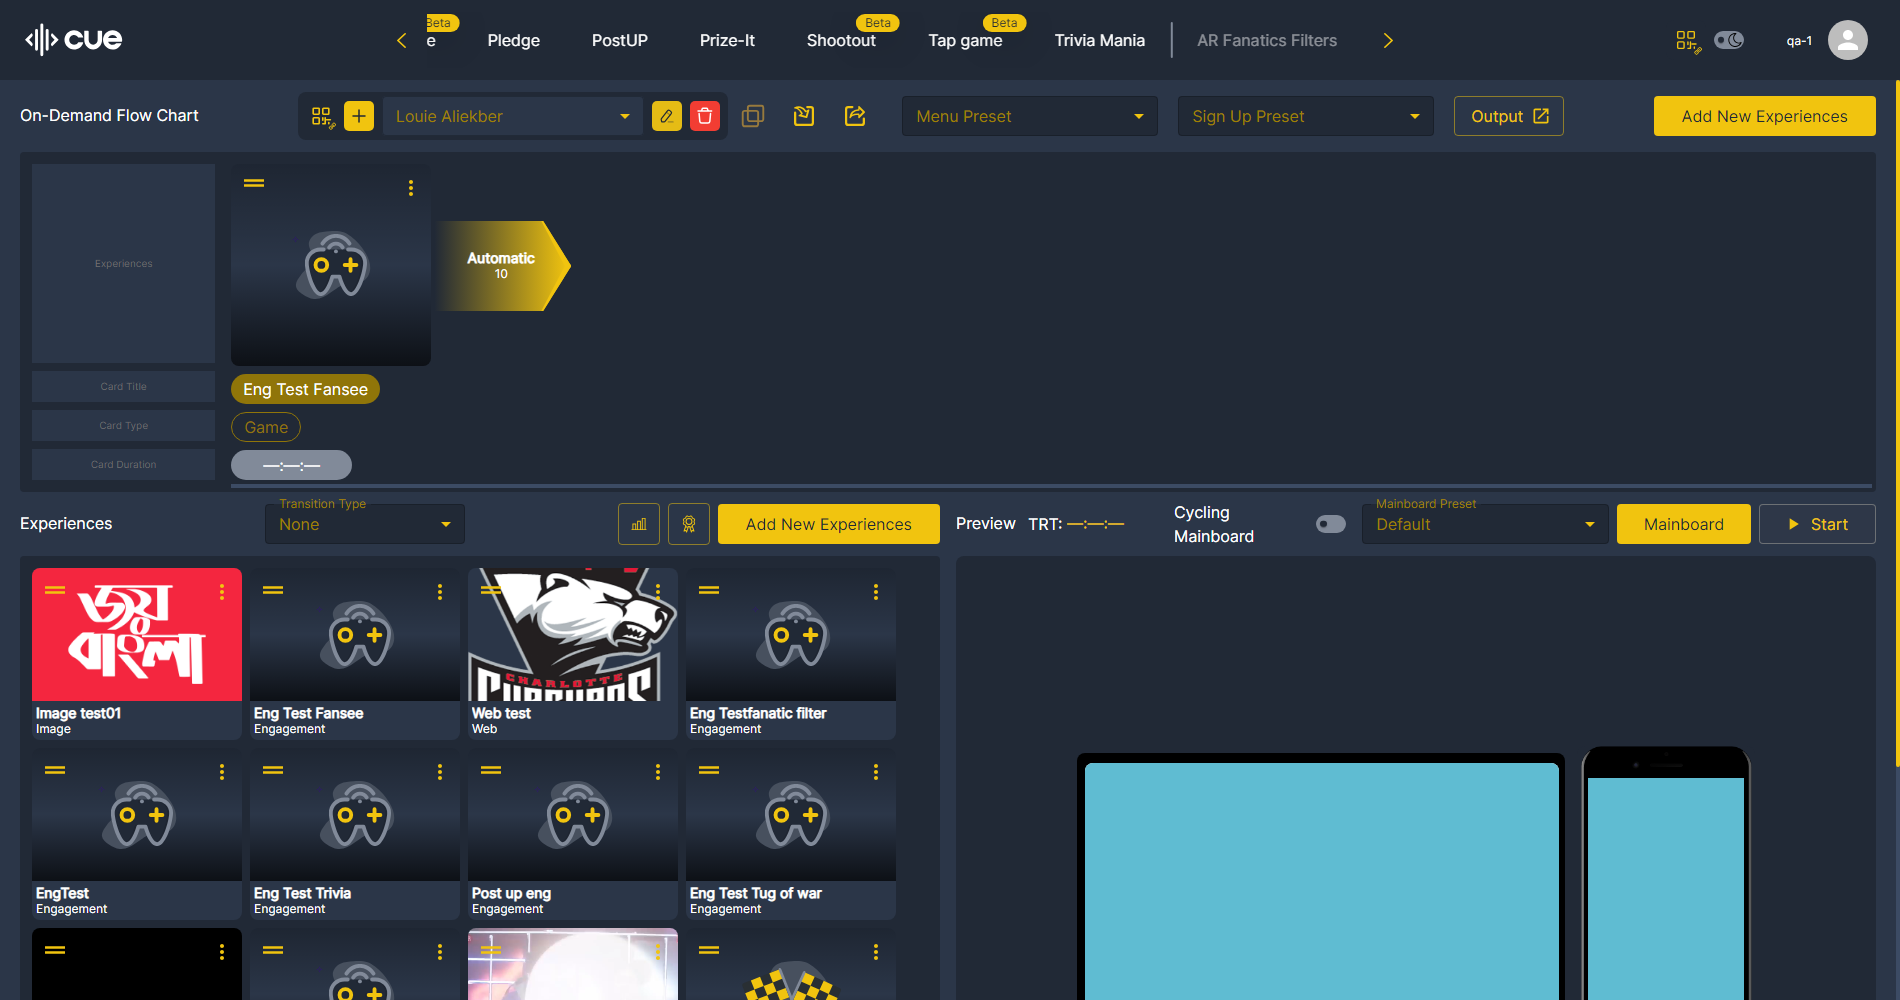 cue
e
Beta
Pledge
PostUP
Prize-It
Shootout
Beta
Tap game
Beta
Trivia Mania
AR Fanatics Filters
qa-1
On-Demand Flow Chart
Louie Aliekber
Menu Preset
Sign Up Preset
Output
Add New Experiences
Experiences
Automatic
10
Card Title
Eng Test Fansee
Card Type
Game
Card Duration
—:—:—
Experiences
Transition Type
None
Add New Experiences
Preview
TRT: —:—:—
Cycling
Mainboard
Mainboard Preset
Default
Mainboard
Start
জয়
বাংলা
CHARLOTTE
Image test01
Image
Eng Test Fansee
Engagement
Web test
Web
Eng Testfanatic filter
Engagement
EngTest
Engagement
Eng Test Trivia
Engagement
Post up eng
Engagement
Eng Test Tug of war
Engagement